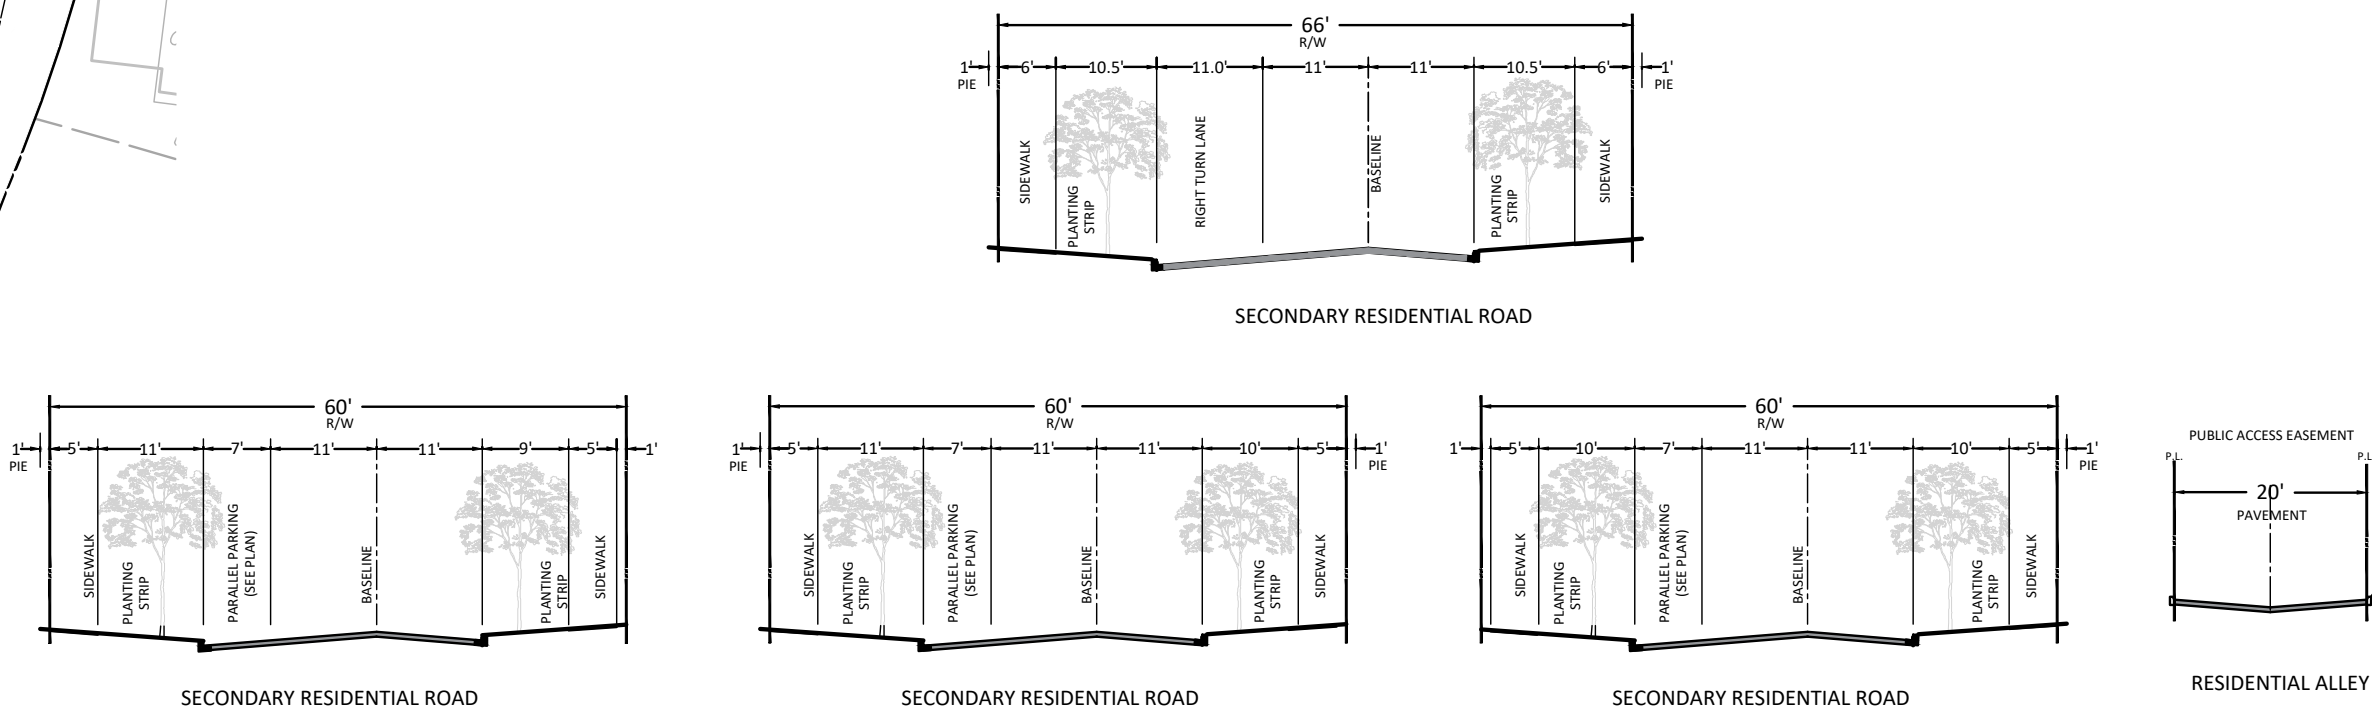 66'
R/W
1' 6' 10.5' 11.0' 11' 11' 10.5' 6' 1'
PIE PIE
SIDEWALK
PLANTING
STRIP
RIGHT TURN LANE
BASELINE
PLANTING
STRIP
SIDEWALK
SECONDARY RESIDENTIAL ROAD
60'
R/W
1' 5' 11' 7' 11' 11' 9' 5' 1'
PIE
SIDEWALK
PLANTING
STRIP
PARALLEL PARKING
(SEE PLAN)
BASELINE
PLANTING
STRIP
SIDEWALK
SECONDARY RESIDENTIAL ROAD
60'
R/W
1' 5' 11' 7' 11' 11' 10' 5' 1'
PIE PIE
SIDEWALK
PLANTING
STRIP
PARALLEL PARKING
(SEE PLAN)
BASELINE
PLANTING
STRIP
SIDEWALK
SECONDARY RESIDENTIAL ROAD
60'
R/W
1' 5' 10' 7' 11' 11' 10' 5' 1'
PIE
SIDEWALK
PLANTING
STRIP
PARALLEL PARKING
(SEE PLAN)
BASELINE
PLANTING
STRIP
SIDEWALK
SECONDARY RESIDENTIAL ROAD
PUBLIC ACCESS EASEMENT
P.L. P.L
20'
PAVEMENT
RESIDENTIAL ALLEY